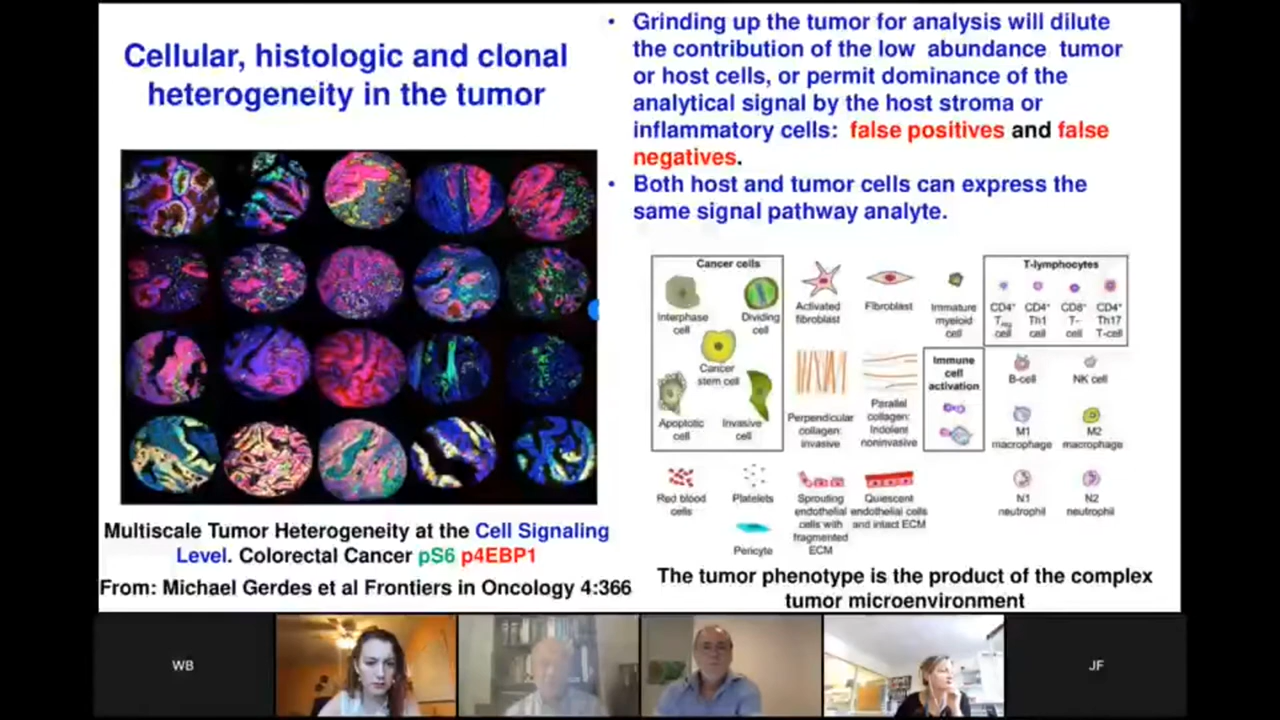 Cellular, histologic and clonal
heterogeneity in the tumor
• Grinding up the tumor for analysis will dilute
the contribution of the low abundance tumor
or host cells, or permit dominance of the
analytical signal by the host stroma or
inflammatory cells: false positives and false
negatives.
• Both host and tumor cells can express the
same signal pathway analyte.
Cancer cells
Interphase
cell
Dividing
cell
Cancer
stem cell
Apoptotic
cell
Invasive
cell
Activated
fibroblast
Fibroblast
Immature
myeloid
cell
T-lymphocytes
CD4+
Treg
cell
CD4+
Th1
cell
CD8+
T-
cell
CD4+
Th17
T-cell
Perpendicular
collagen:
invasive
Parallel
collagen:
Indolent
noninvasive
Immune
cell
activation
B-cell
NK cell
M1
macrophage
M2
macrophage
Red blood
cells
Platelets
Pericyte
Sprouting
endothelial
cells with
fragmented
ECM
Quiescent
endothelial cells
and intact ECM
N1
neutrophil
N2
neutrophil
Multiscale Tumor Heterogeneity at the Cell Signaling
Level. Colorectal Cancer pS6 p4EBP1
From: Michael Gerdes et al Frontiers in Oncology 4:366
The tumor phenotype is the product of the complex
tumor microenvironment
WB
JF